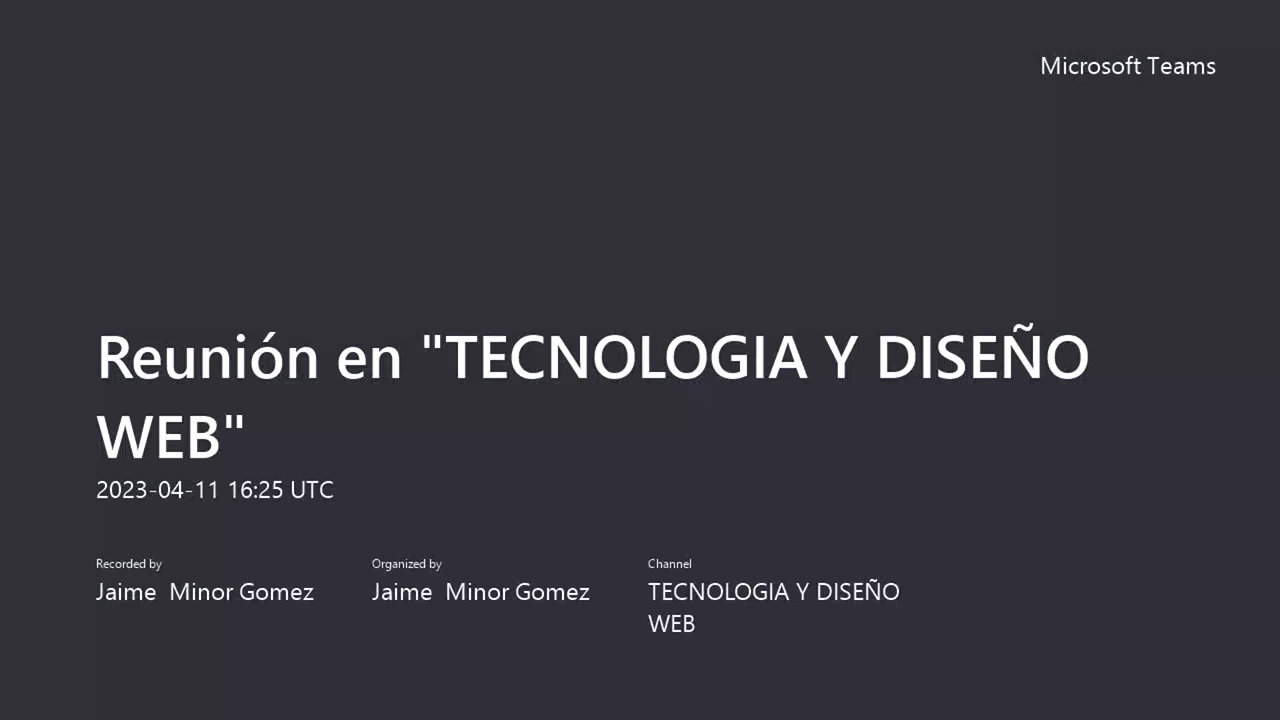 Microsoft Teams
Reunión en "TECNOLOGIA Y DISEÑO
WEB"
2023-04-11 16:25 UTC
Recorded by
Jaime  Minor Gomez
Organized by
Jaime  Minor Gomez
Channel
TECNOLOGIA Y DISEÑO
WEB